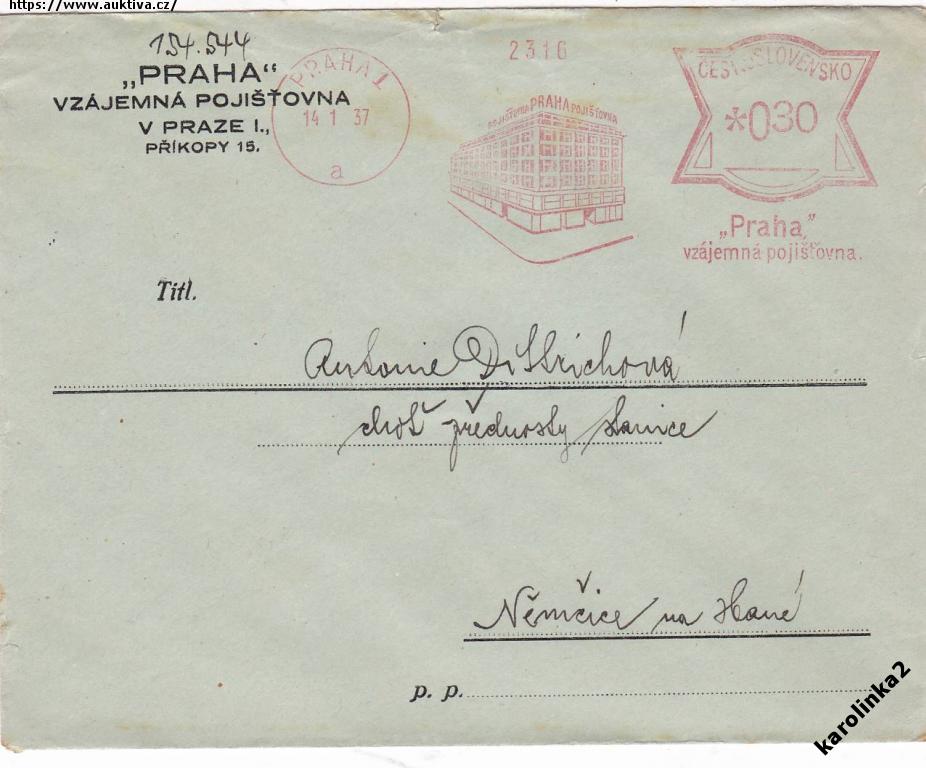 https://www.auktiva.cz/
154.544
„PRAHA“
VZÁJEMNÁ POJIŠŤOVNA
V PRAZE I.,
PŘÍKOPY 15.
PRAHA 1
14 1 37
a
2316
POJIŠŤOVNA PRAHA POJIŠŤOVNA
ČESKOSLOVENSKO
*030
„Praha,”
vzájemná pojišťovna.
Titl.
Antonie Dittrichová
choť přednosty stanice
Němčice na Hané
p. p.
karolinka2